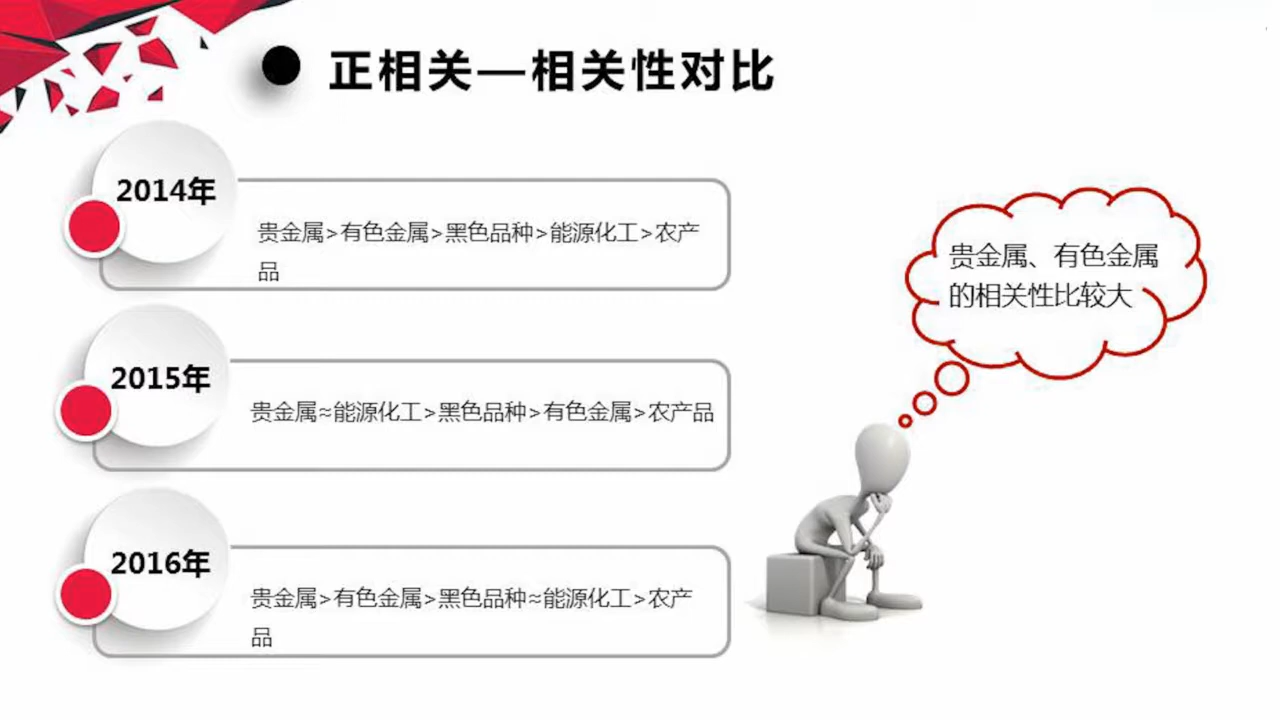 正相关—相关性对比
2014年
贵金属>有色金属>黑色品种>能源化工>农产
品
2015年
贵金属≈能源化工>黑色品种>有色金属>农产品
2016年
贵金属>有色金属>黑色品种≈能源化工>农产
品
贵金属、有色金属
的相关性比较大